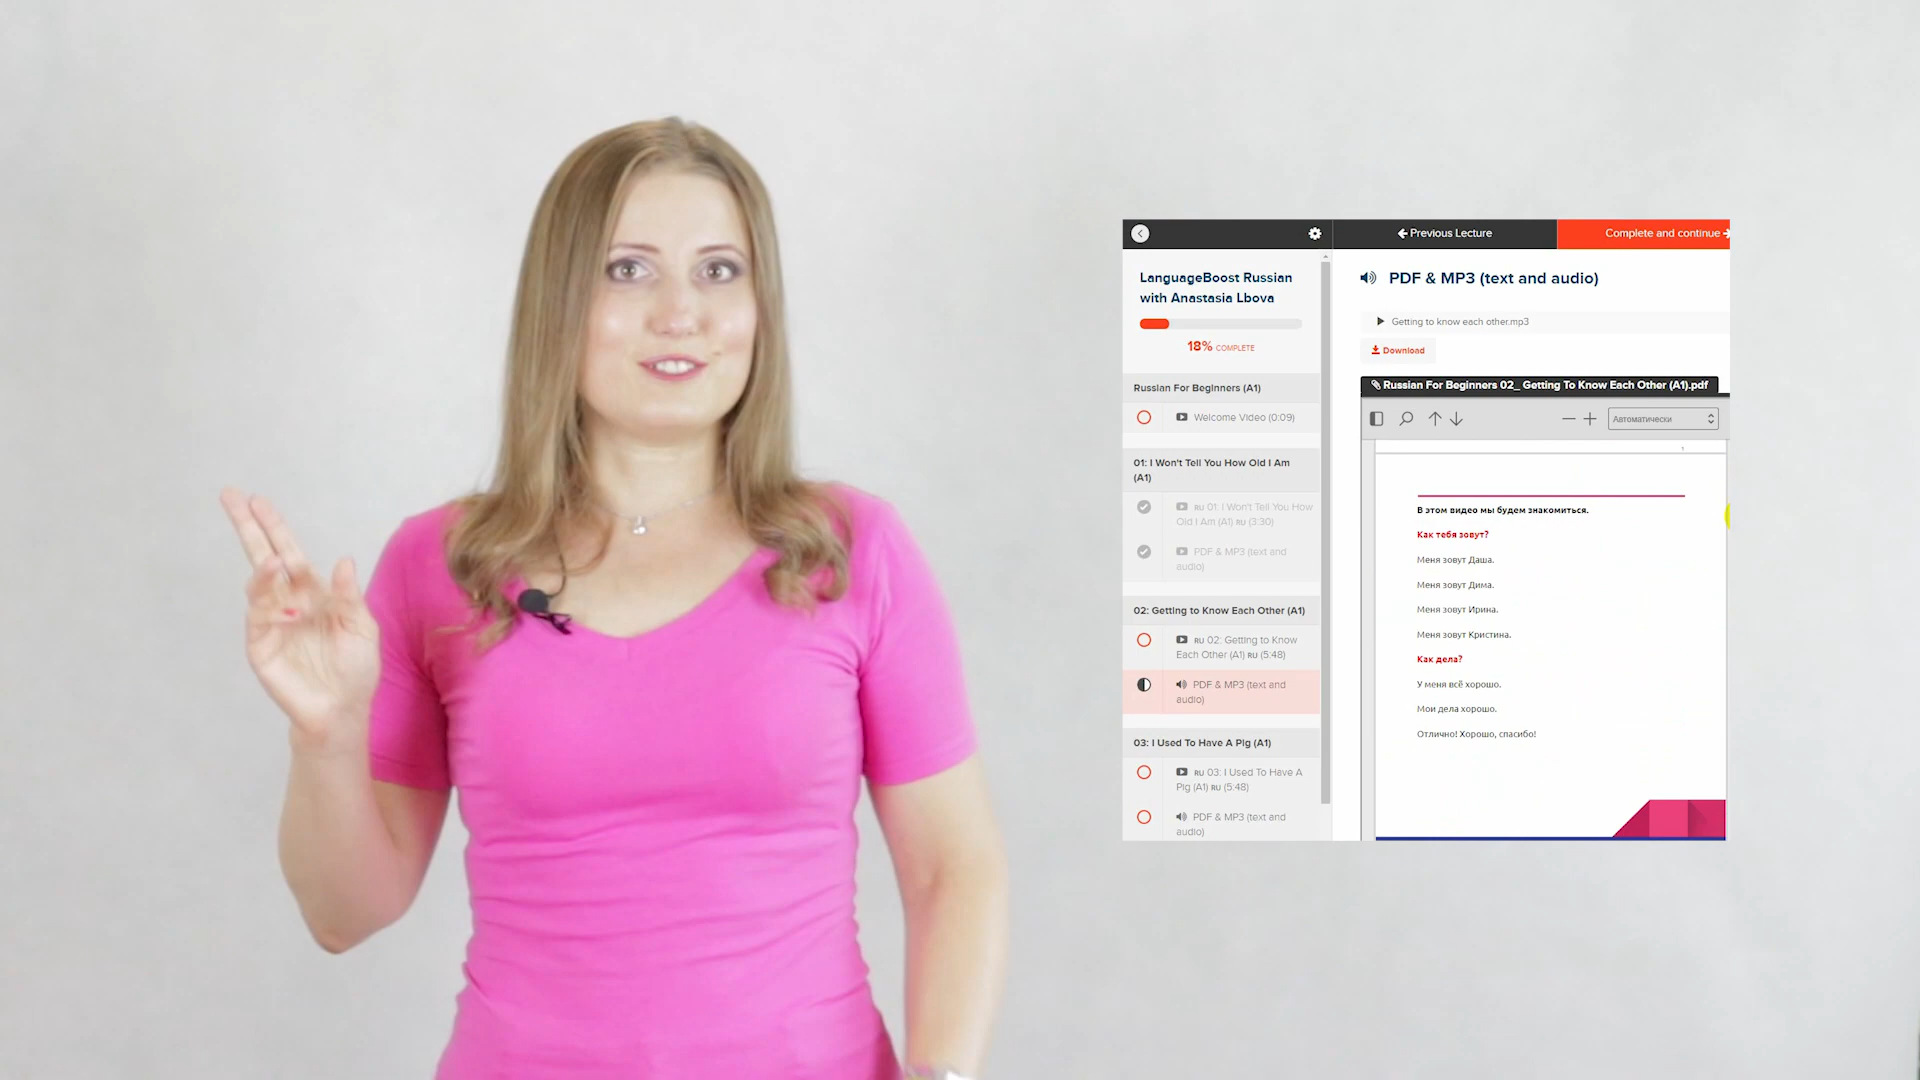 Previous Lecture
Complete and continue
LanguageBoost Russian
with Anastasia Lbova
18% COMPLETE
Russian For Beginners (A1)
Welcome Video (0:09)
01: I Won't Tell You How Old I Am
(A1)
RU 01: I Won't Tell You How
Old I Am (A1) RU (3:30)
PDF & MP3 (text and
audio)
02: Getting to Know Each Other (A1)
RU 02: Getting to Know
Each Other (A1) RU (5:48)
PDF & MP3 (text and
audio)
03: I Used To Have A Pig (A1)
RU 03: I Used To Have A
Pig (A1) RU (5:48)
PDF & MP3 (text and
audio)
PDF & MP3 (text and audio)
Getting to know each other.mp3
Download
Russian For Beginners 02_ Getting To Know Each Other (A1).pdf
Автоматически
В этом видео мы будем знакомиться.
Как тебя зовут?
Меня зовут Даша.
Меня зовут Дима.
Меня зовут Ирина.
Меня зовут Кристина.
Как дела?
У меня всё хорошо.
Мои дела хорошо.
Отлично! Хорошо, спасибо!